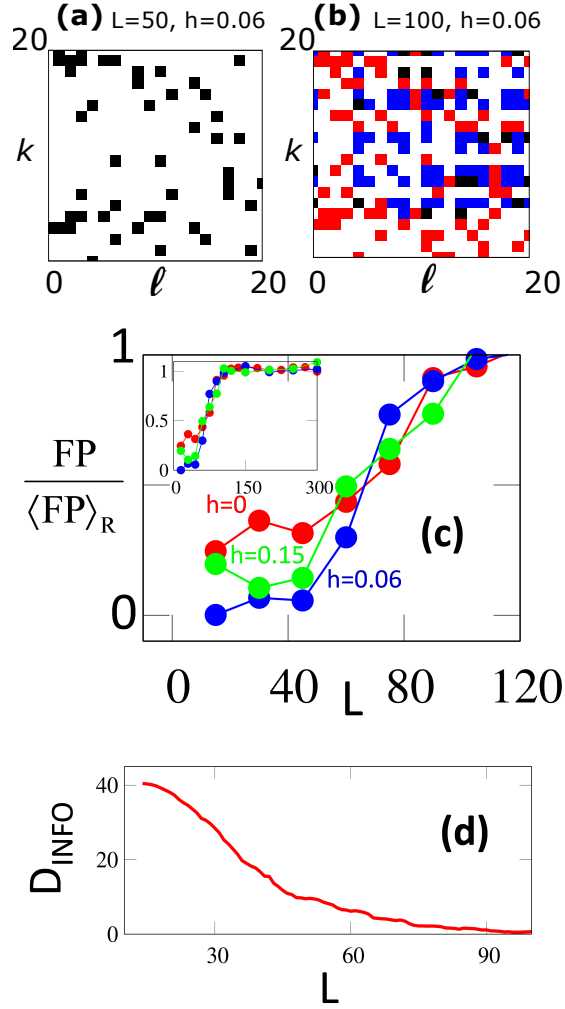 (a) L=50, h=0.06
(b) L=100, h=0.06
20
20
k
k
0 ℓ 20
0 ℓ 20
1
FP
⟨FP⟩R
0
1
0.5
0
0 150 300
h=0
h=0.15
h=0.06
(c)
0 40 80 120
L
40
20
0
D_INFO
(d)
30 60 90
L